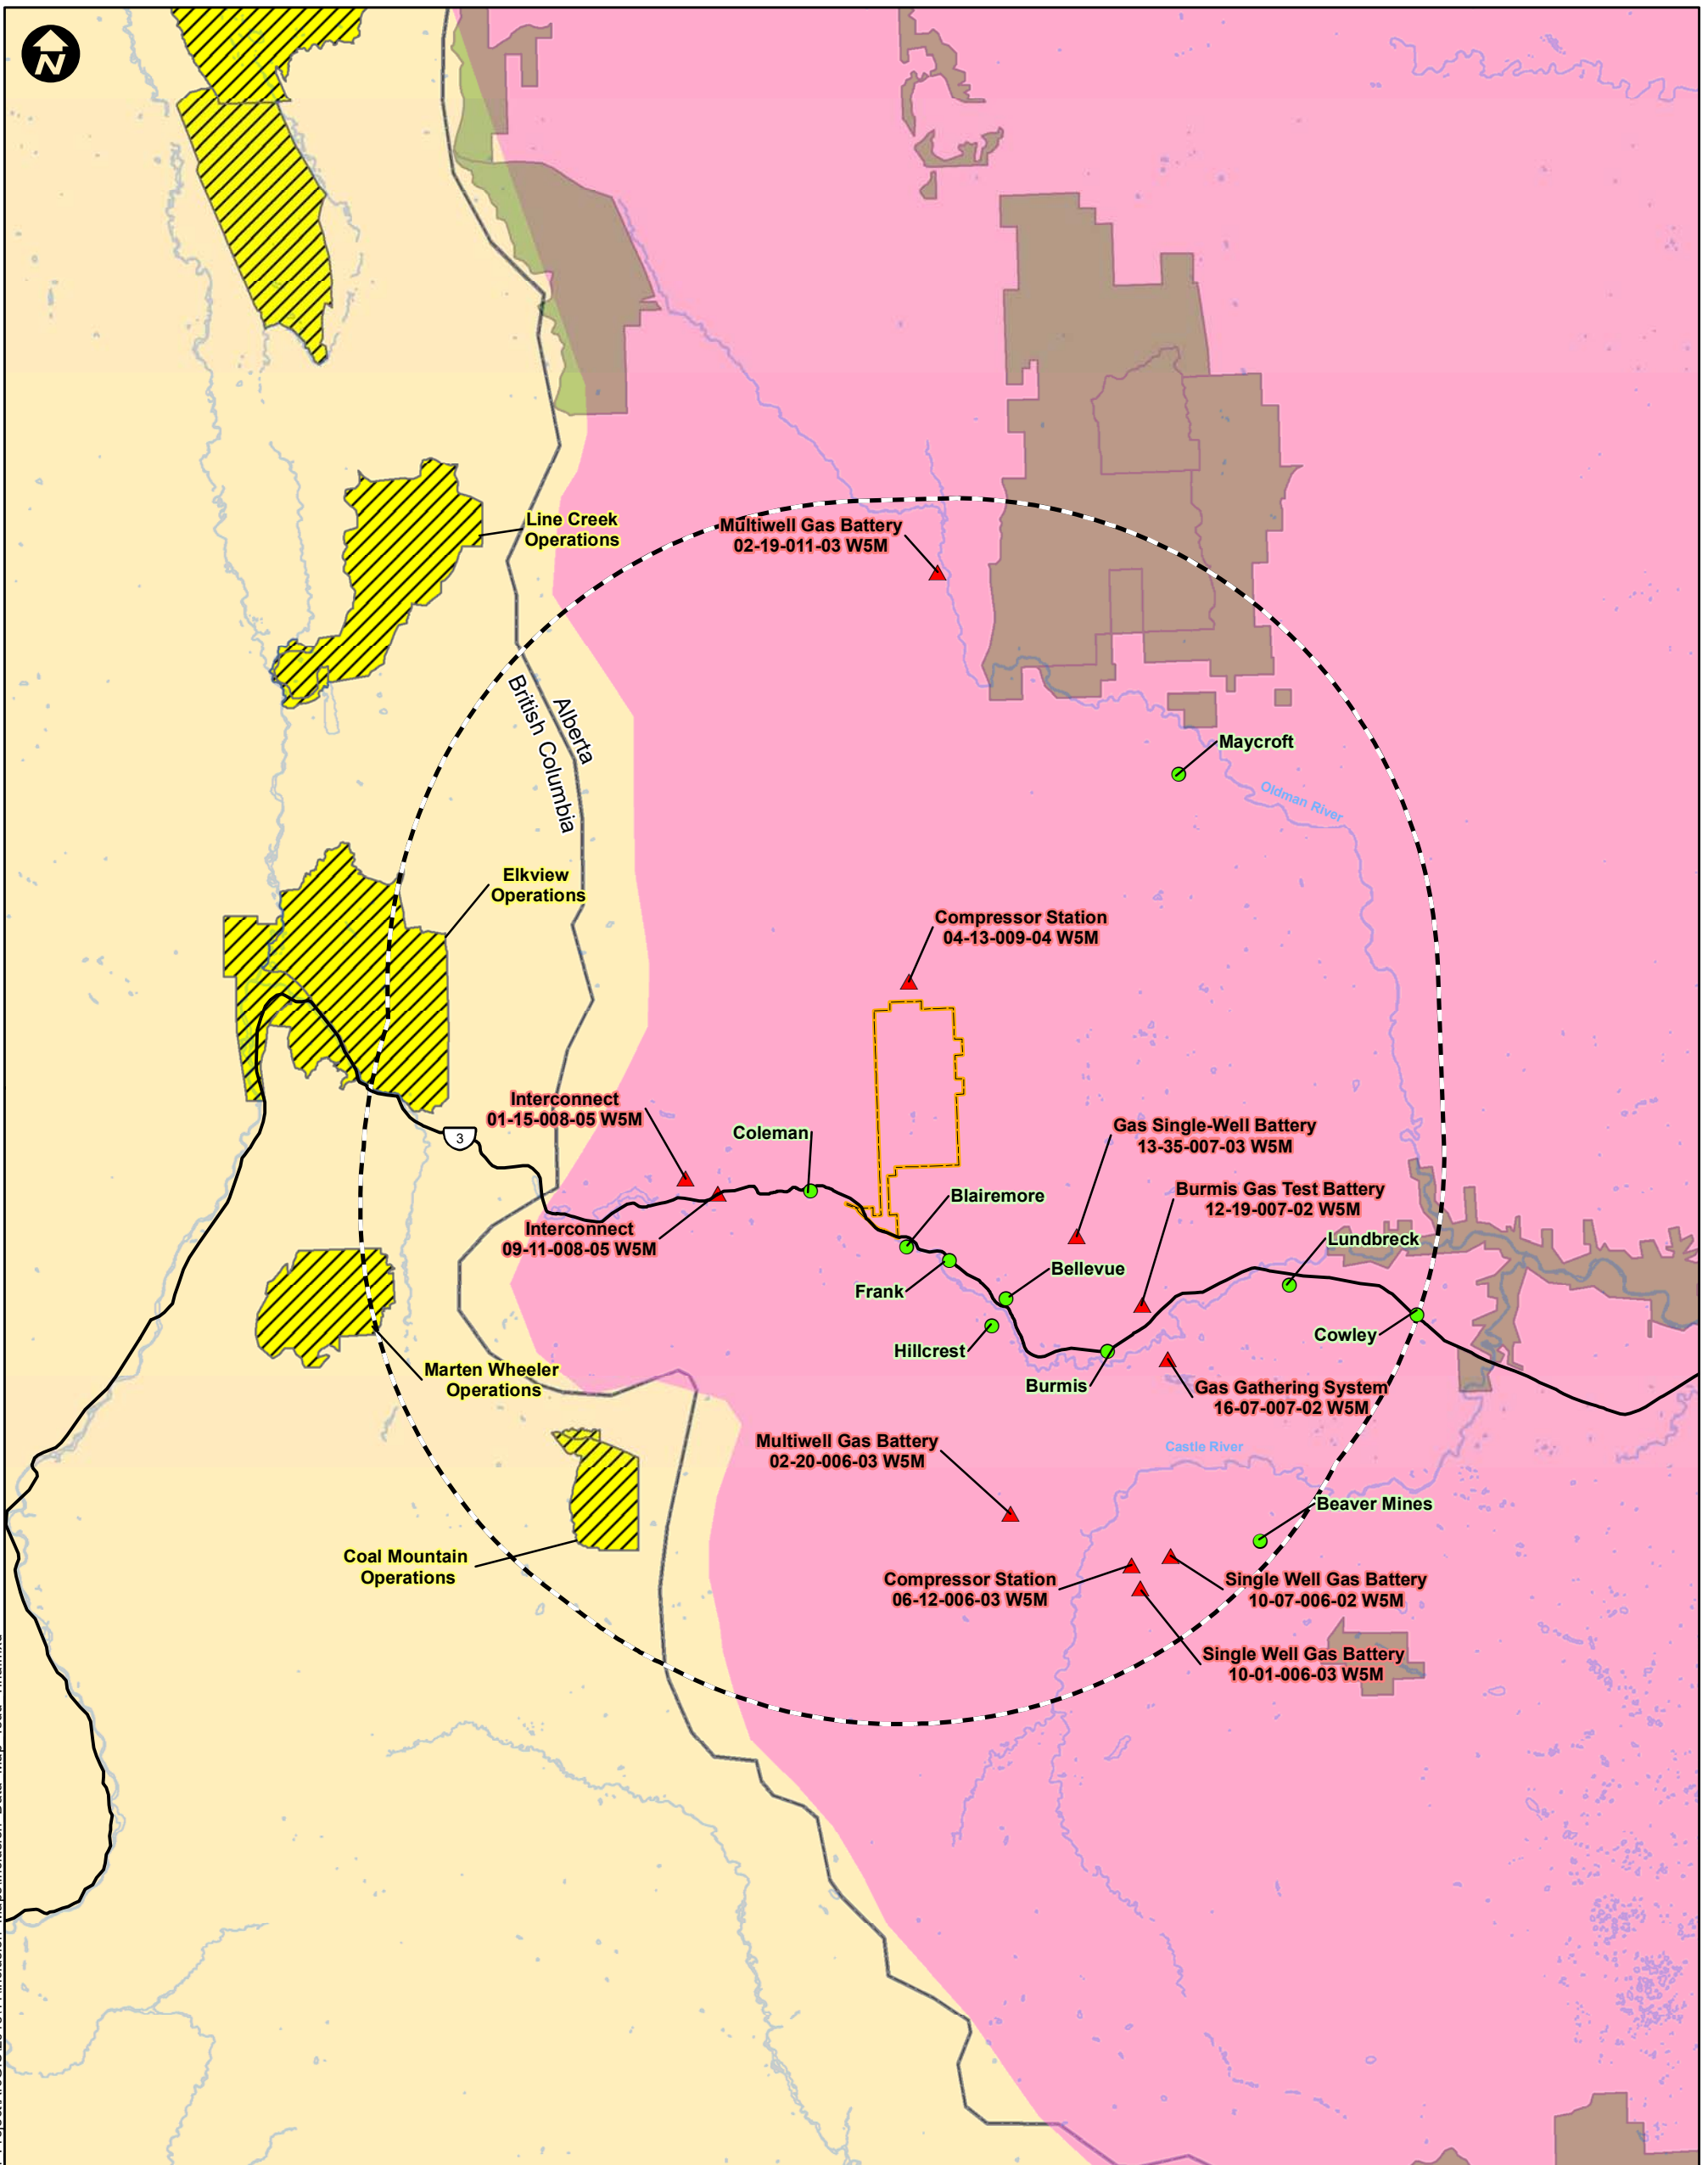 N
Line Creek
Operations
Multiwell Gas Battery
02-19-011-03 W5M
Alberta
British Columbia
Maycroft
Oldman River
Elkview
Operations
Compressor Station
04-13-009-04 W5M
Interconnect
01-15-008-05 W5M
3
Coleman
Gas Single-Well Battery
13-35-007-03 W5M
Blairemore
Burmis Gas Test Battery
12-19-007-02 W5M
Interconnect
09-11-008-05 W5M
Lundbreck
Bellevue
Frank
Cowley
Hillcrest
Marten Wheeler
Operations
Burmis
Gas Gathering System
16-07-007-02 W5M
Multiwell Gas Battery
02-20-006-03 W5M
Castle River
Beaver Mines
Coal Mountain
Operations
Compressor Station
06-12-006-03 W5M
Single Well Gas Battery
10-07-006-02 W5M
Single Well Gas Battery
10-01-006-03 W5M